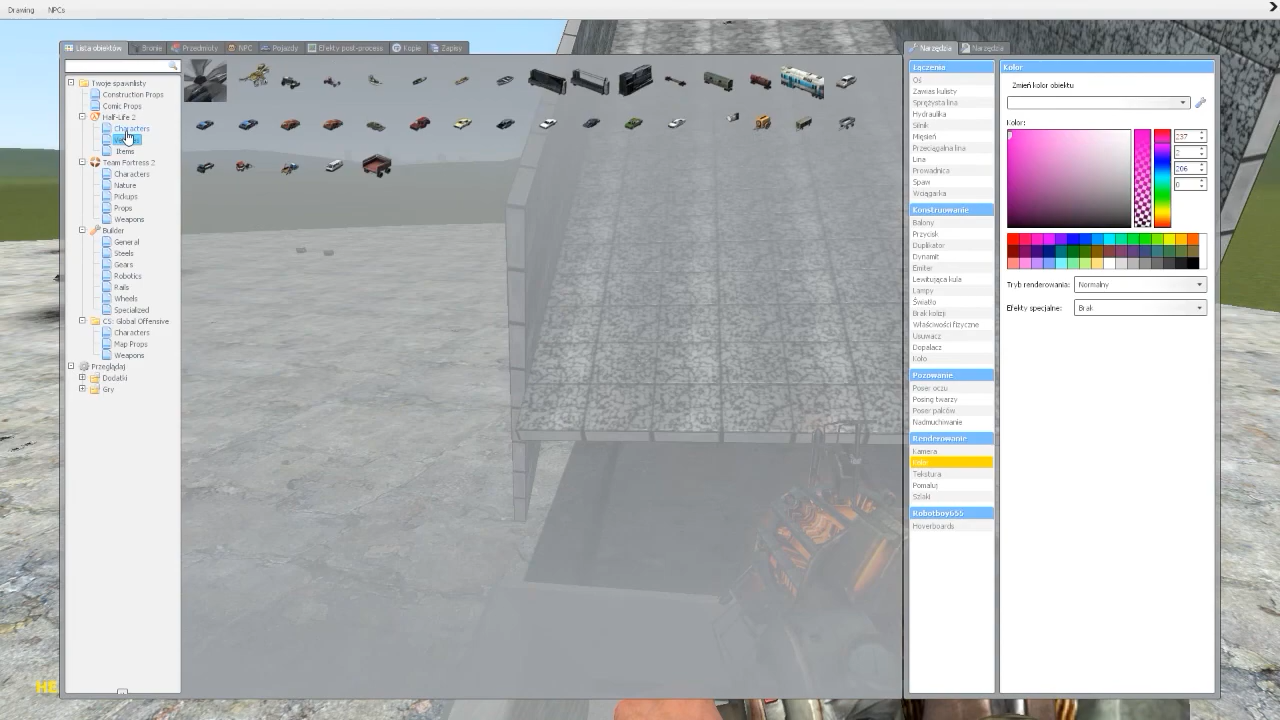 Drawing NPCs
Lista obiektów Bronie Przedmioty NPC Pojazdy Efekty post-process Kopie Zapisy
Twoje spawnlisty
Construction Props
Comic Props
Half-Life 2
Characters
Items
Team Fortress 2
Characters
Nature
Pickups
Props
Weapons
Builder
General
Steels
Gears
Robotics
Rails
Wheels
Specialized
CS: Global Offensive
Characters
Map Props
Weapons
Przeglądaj
Dodatki
Gry
HE
Narzędzia Narzędzia
Łączenia
Oś
Zawias kulisty
Sprężysta lina
Hydraulika
Silnik
Mięsień
Przeciągalna lina
Lina
Prowadnica
Spaw
Wciągarka
Konstruowanie
Balony
Przycisk
Duplikator
Dynamit
Emiter
Lewitująca kula
Lampy
Światła
Brak kolizji
Właściwości fizyczne
Usuwacz
Dopalacz
Koło
Pozowanie
Poser oczu
Posing twarzy
Poser palców
Nadmuchiwanie
Renderowanie
Kamera
Kolor
Tekstura
Pomaluj
Szlaki
Robotboy655
Hoverboards
Kolor
Zmień kolor obiektu
Kolor:
237
2
206
0
Tryb renderowania: Normalny
Efekty specjalne: Brak